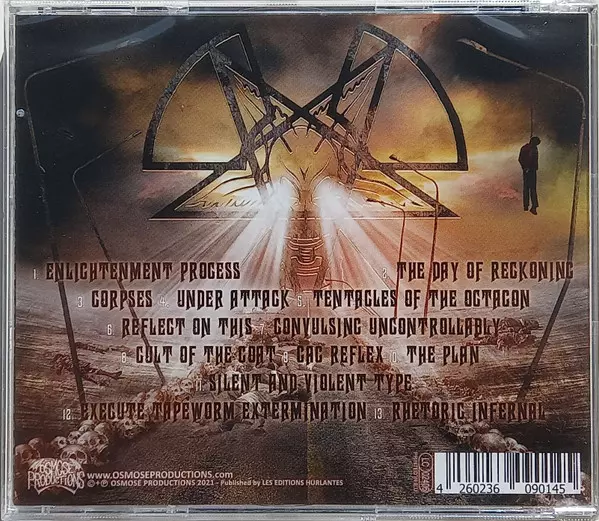 1. ENLIGHTENMENT PROCESS 2. THE DAY OF RECKONING
3. CORPSES 4. UNDER ATTACK 5. TENTACLES OF THE OCTAGON
6. REFLECT ON THIS 7. CONVULSING UNCONTROLLABLY
8. CULT OF THE GOAT 9. GAG REFLEX 10. THE PLAN
11. SILENT AND VIOLENT TYPE
12. EXECUTE TAPEWORM EXTERMINATION 13. RHETORIC INFERNAL
OSMOSE
PRODUCTIONS
www.OSMOSEPRODUCTIONS.com
©+℗ OSMOSE PRODUCTIONS 2021 - Published by LES EDITIONS HURLANTES
4 260236 090145